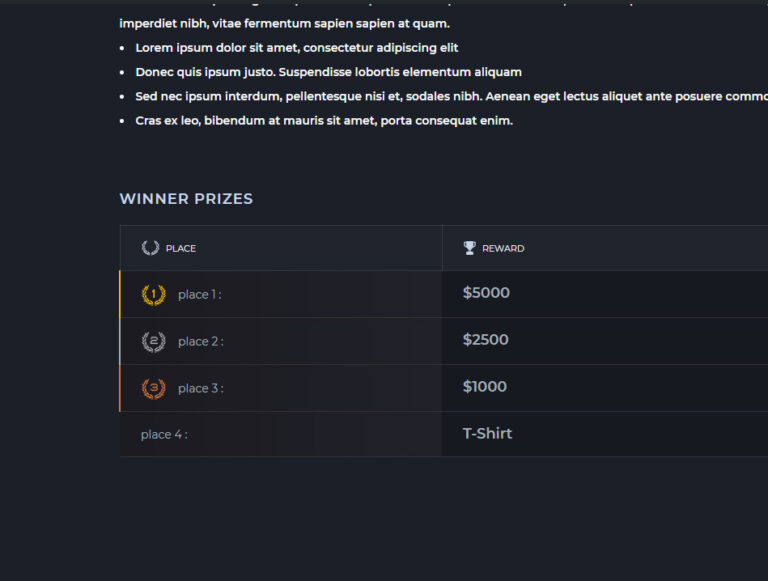 imperdiet nibh, vitae fermentum sapien sapien at quam.
• Lorem ipsum dolor sit amet, consectetur adipiscing elit
• Donec quis ipsum justo. Suspendisse lobortis elementum aliquam
• Sed nec ipsum interdum, pellentesque nisi et, sodales nibh. Aenean eget lectus aliquet ante posuere
• Cras ex leo, bibendum at mauris sit amet, porta consequat enim.
WINNER PRIZES
PLACE REWARD
1 place 1 : $5000
2 place 2 : $2500
3 place 3 : $1000
place 4 : T-Shirt